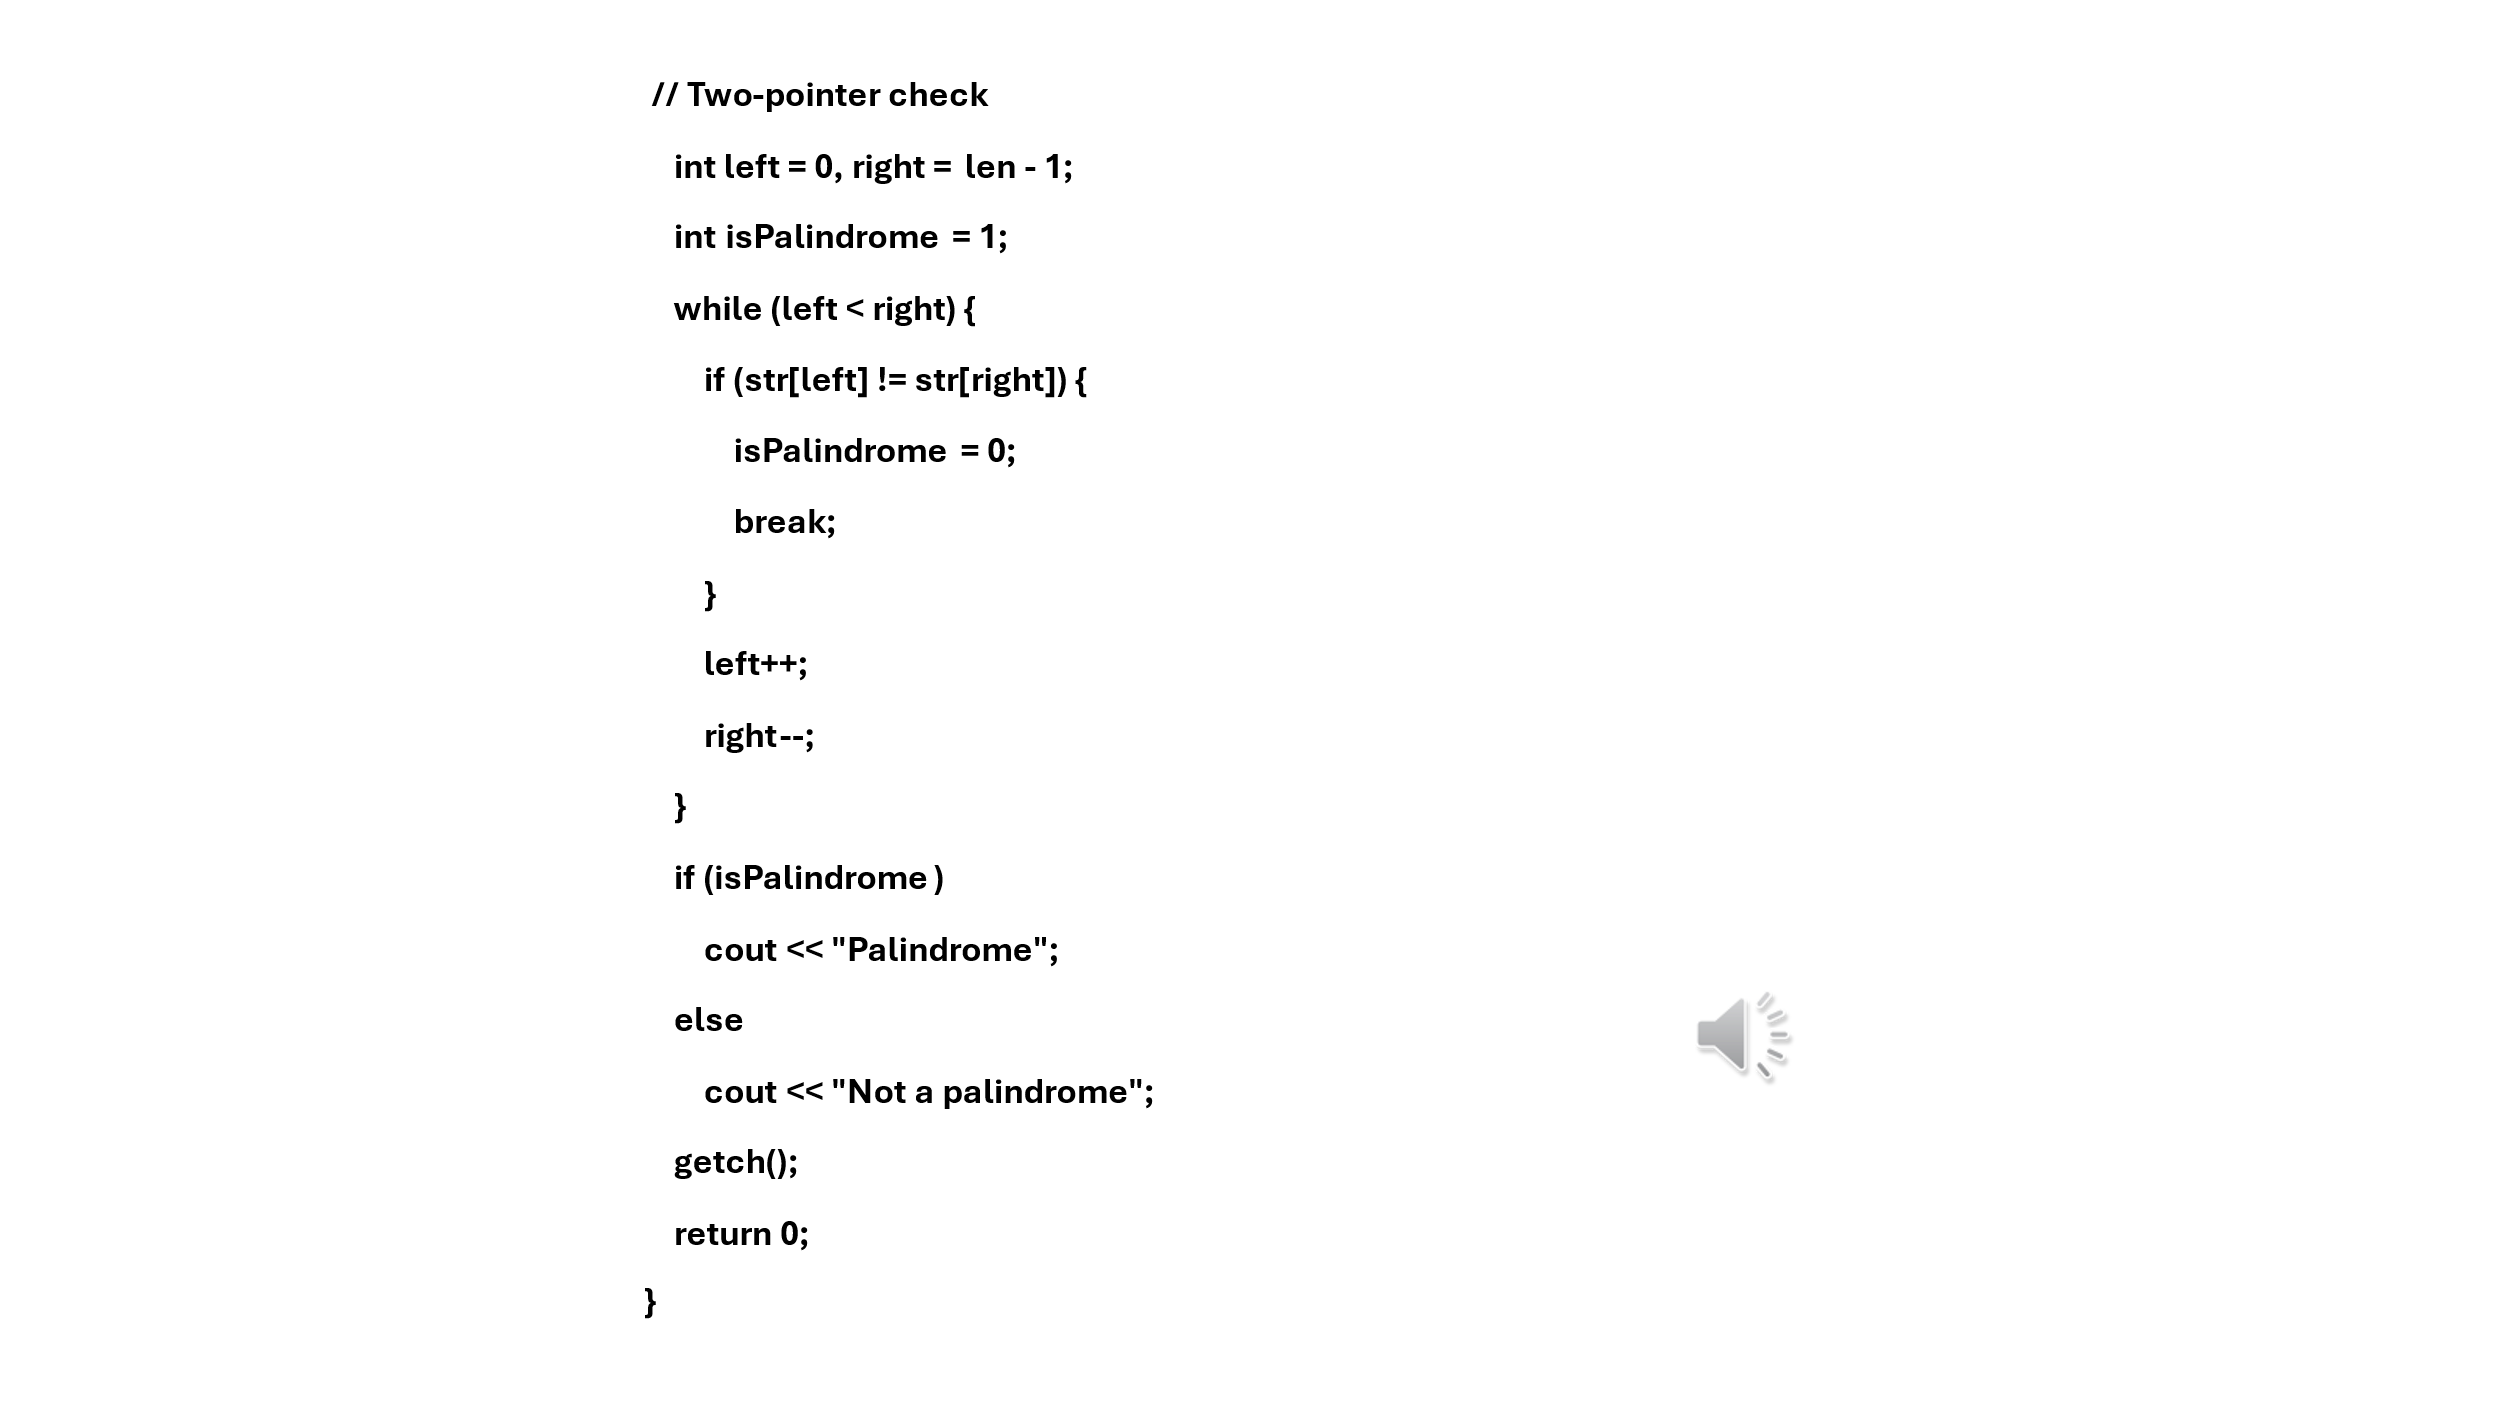 // Two-pointer check
int left = 0, right = len - 1;
int isPalindrome = 1;
while (left < right) {
if (str[left] != str[right]) {
isPalindrome = 0;
break;
}
left++;
right--;
}
if (isPalindrome )
cout << "Palindrome";
else
cout << "Not a palindrome";
getch();
return 0;
}